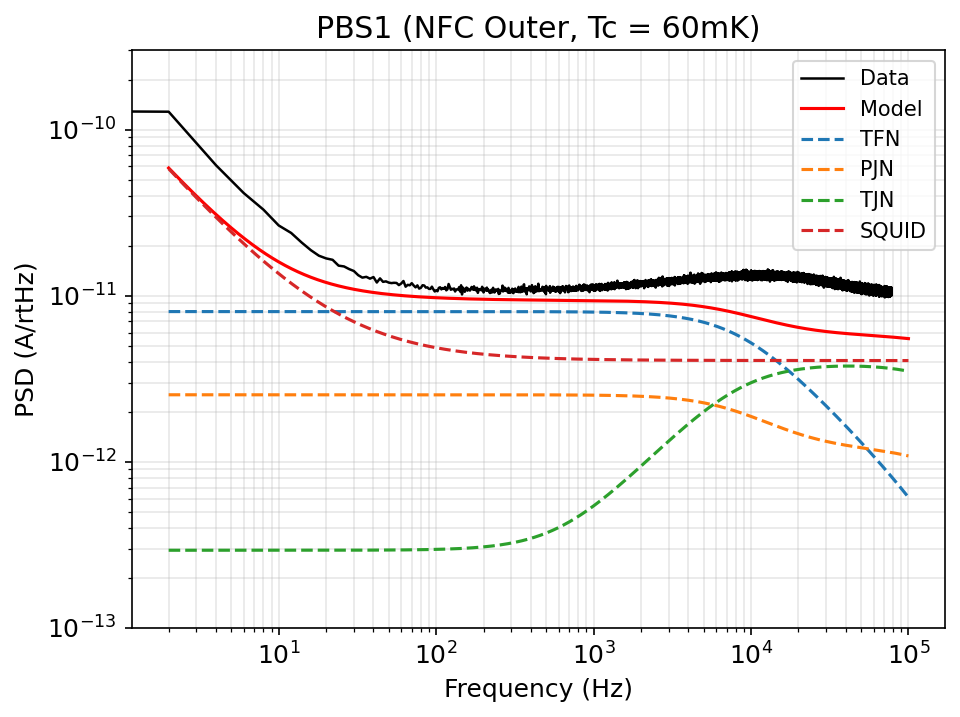 PBS1 (NFC Outer, Tc = 60mK)
PSD (A/rtHz)
10⁻¹⁰
10⁻¹¹
10⁻¹²
10⁻¹³
Data
Model
TFN
PJN
TJN
SQUID
10¹ 10² 10³ 10⁴ 10⁵
Frequency (Hz)